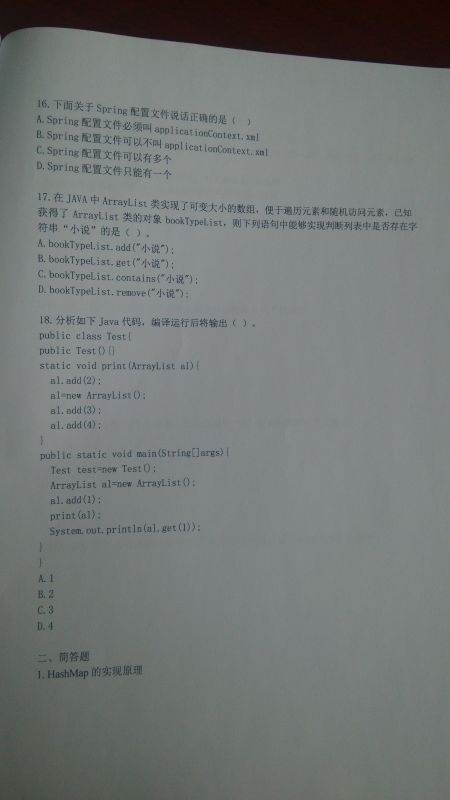 16.下面关于 Spring 配置文件说话正确的是（  ）
A.Spring 配置文件必须叫 applicationContext.xml
B.Spring 配置文件可以不叫 applicationContext.xml
C.Spring 配置文件可以有多个
D.Spring 配置文件只能有一个
17.在 JAVA 中 ArrayList 类实现了可变大小的数组，便于遍历元素和随机访问元素，已知
获得了 ArrayList 类的对象 bookTypeList，则下列语句中能够实现判断列表中是否存在字
符串“小说”的是（ ）。
A.bookTypeList.add("小说");
B.bookTypeList.get("小说");
C.bookTypeList.contains("小说");
D.bookTypeList.remove("小说");
18.分析如下 Java 代码，编译运行后将输出（ ）。
public class Test{
public Test(){}
static void print(ArrayList al){
al.add(2);
al=new ArrayList();
al.add(3);
al.add(4);
}
public static void main(String[]args){
Test test=new Test();
ArrayList al=new ArrayList();
al.add(1);
print(al);
System.out.println(al.get(1));
}
}
A.1
B.2
C.3
D.4
二、简答题
1.HashMap 的实现原理